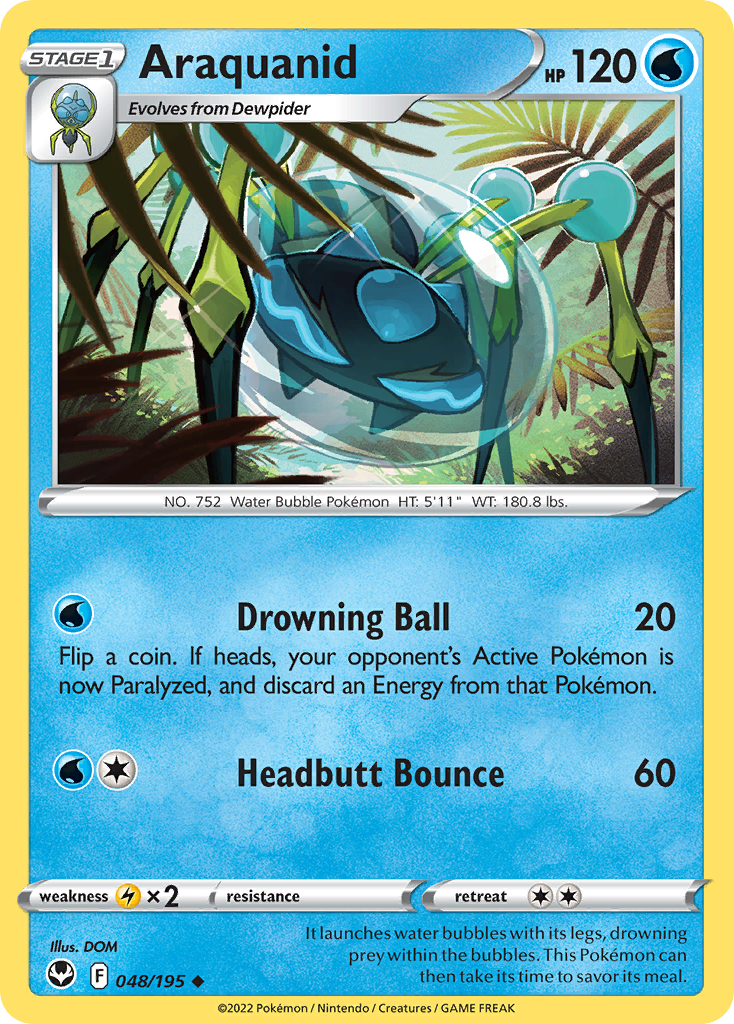 STAGE 1
Araquanid
HP 120
Evolves from Dewpider
NO. 752 Water Bubble Pokémon HT: 5'11" WT: 180.8 lbs.
Drowning Ball 20
Flip a coin. If heads, your opponent's Active Pokémon is
now Paralyzed, and discard an Energy from that Pokémon.
Headbutt Bounce 60
weakness ×2 resistance retreat
Illus. DOM
It launches water bubbles with its legs, drowning
prey within the bubbles. This Pokémon can
then take its time to savor its meal.
F 048/195
©2022 Pokémon / Nintendo / Creatures / GAME FREAK